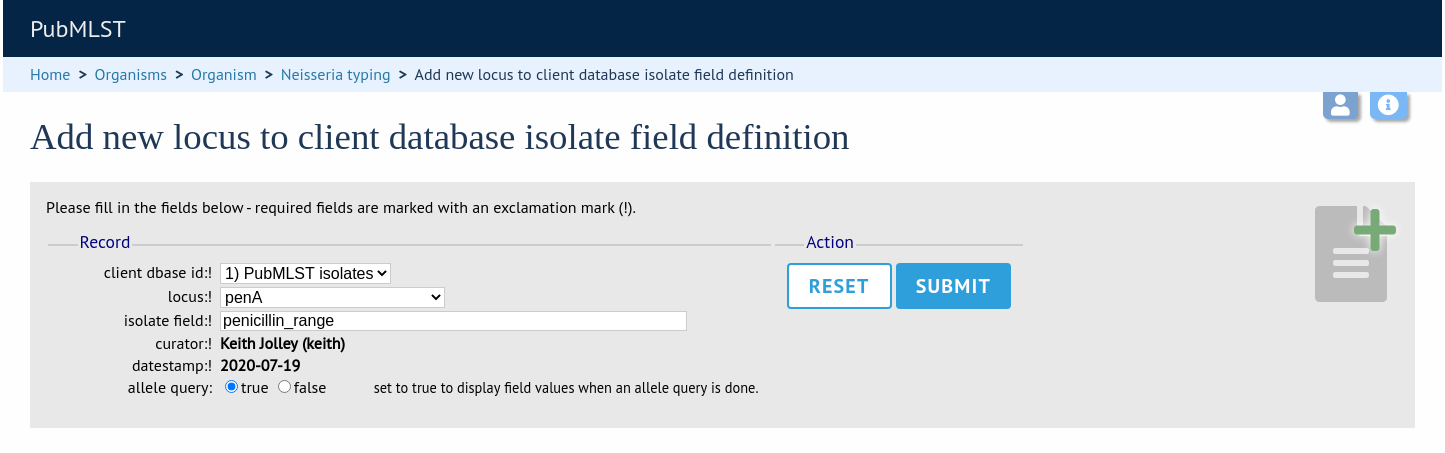 PubMLST
Home > Organisms > Organism > Neisseria typing > Add new locus to client database isolate field definition
Add new locus to client database isolate field definition
Please fill in the fields below - required fields are marked with an exclamation mark (!).
Record
client dbase id:! 1) PubMLST isolates
locus:! penA
isolate field:! penicillin_range
curator:! Keith Jolley (keith)
datestamp:! 2020-07-19
allele query: true false set to true to display field values when an allele query is done.
Action
RESET SUBMIT